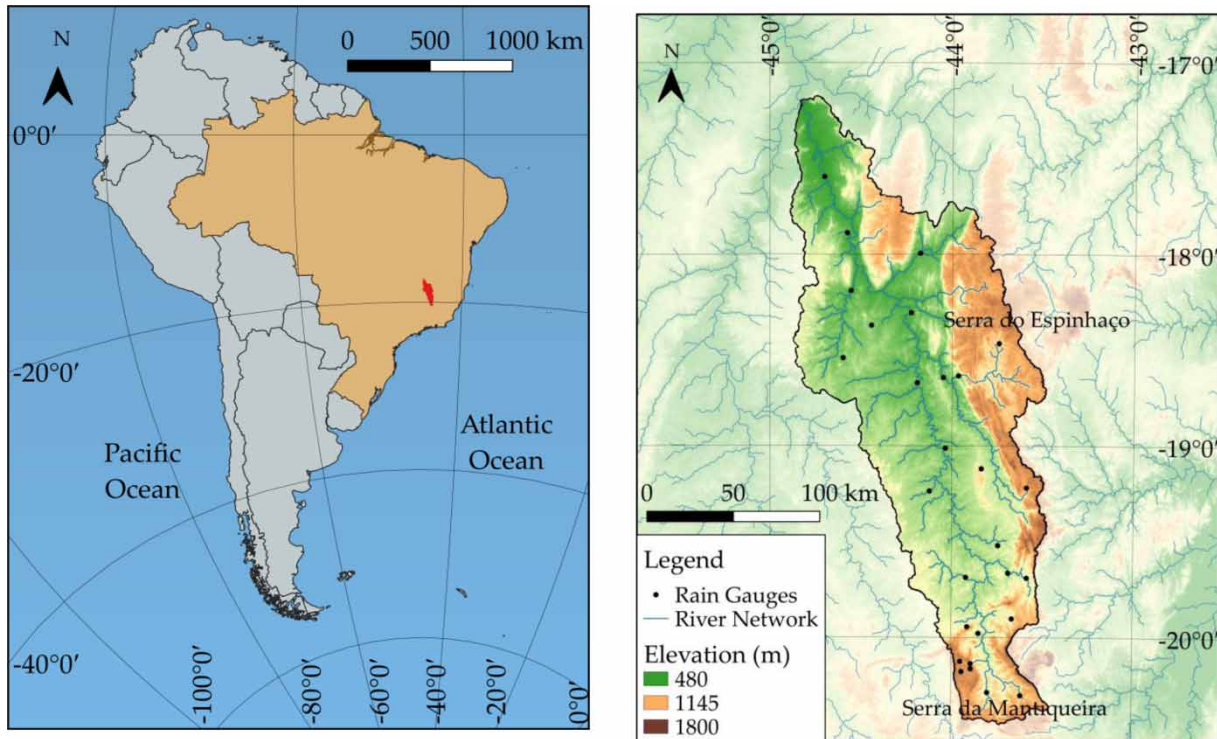 N
0 500 1000 km
0°0′
-20°0′
-40°0′
Pacific
Ocean
Atlantic
Ocean
-100°0′
-80°0′
-60°0′
-40°0′
-20°0′
0°0′
N
-45°0′
-44°0′
-43°0′
-17°0′
-18°0′
Serra do Espinhaço
-19°0′
0 50 100 km
Legend
Rain Gauges
River Network
-20°0′
Elevation (m)
480
1145
1800
Serra da Mantiqueira